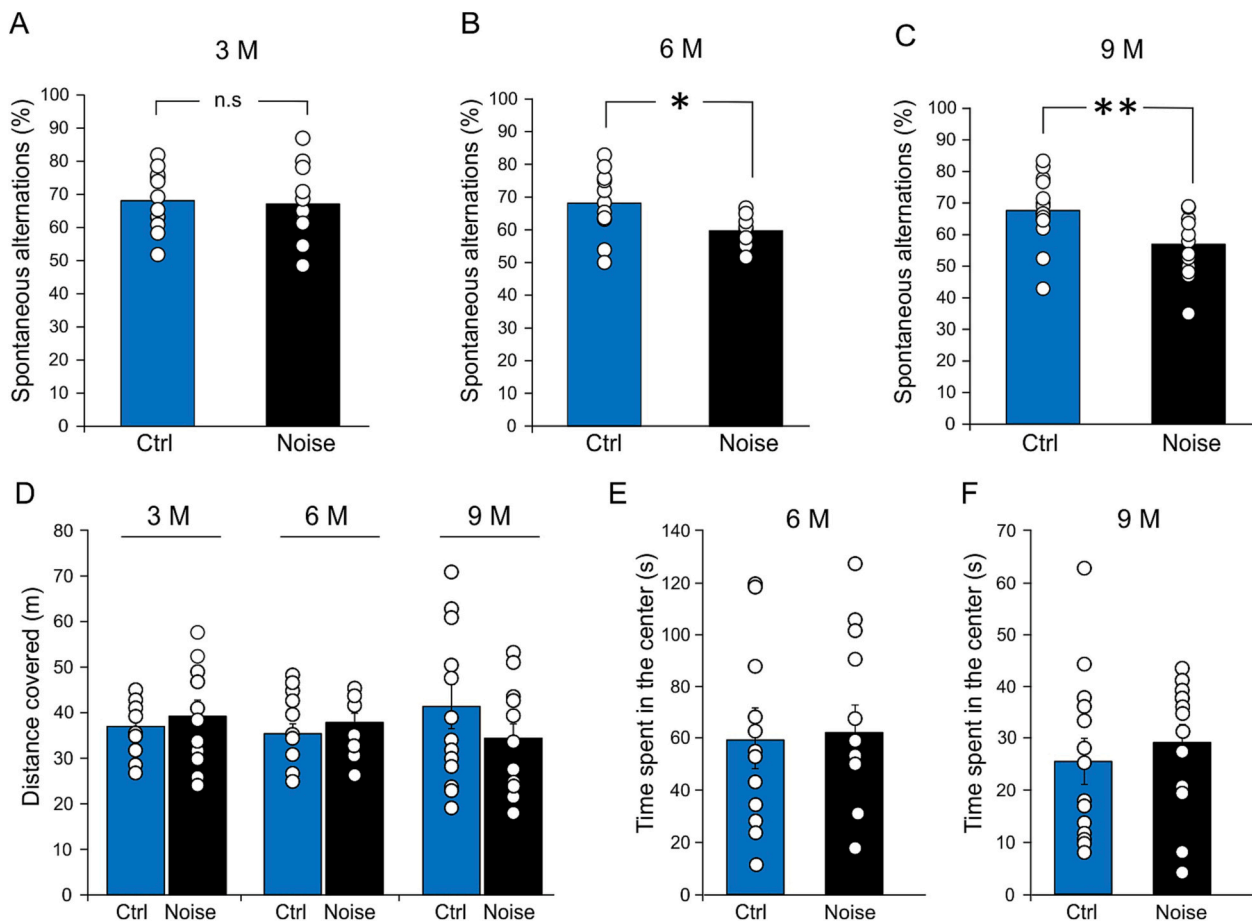 A
3 M
Spontaneous alternations (%)
100
90
80
70
60
50
40
30
20
10
0
n.s
Ctrl
Noise
B
6 M
Spontaneous alternations (%)
100
90
80
70
60
50
40
30
20
10
0
*
Ctrl
Noise
C
9 M
Spontaneous alternations (%)
100
90
80
70
60
50
40
30
20
10
0
**
Ctrl
Noise
D
3 M
6 M
9 M
Distance covered (m)
80
70
60
50
40
30
20
10
0
Ctrl Noise
Ctrl Noise
Ctrl Noise
E
6 M
Time spent in the center (s)
140
120
100
80
60
40
20
0
Ctrl
Noise
F
9 M
Time spent in the center (s)
70
60
50
40
30
20
10
0
Ctrl
Noise